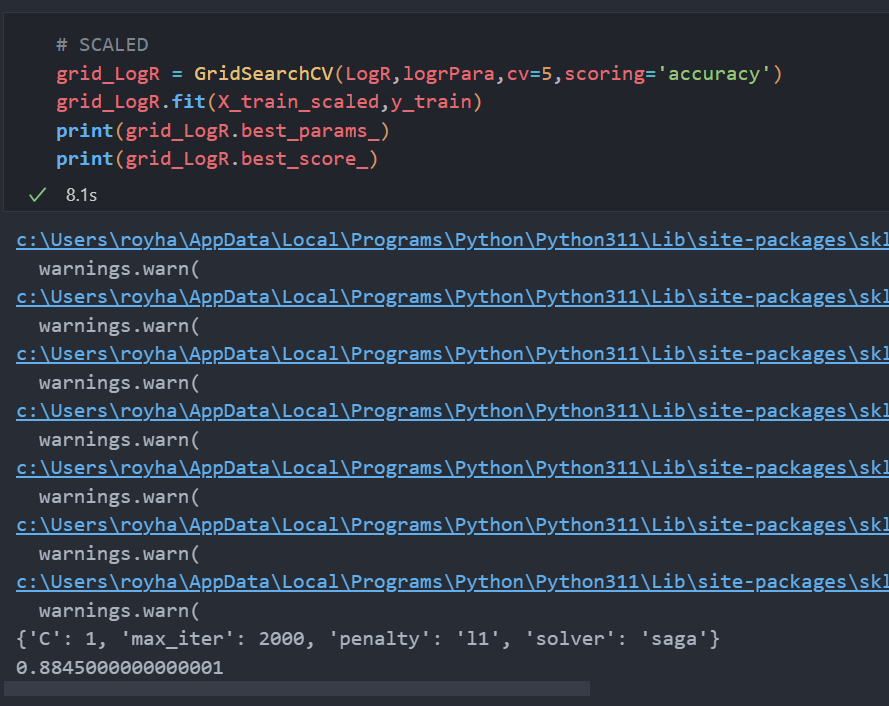 # SCALED
grid_LogR = GridSearchCV(LogR,logrPara,cv=5,scoring='accuracy')
grid_LogR.fit(X_train_scaled,y_train)
print(grid_LogR.best_params_)
print(grid_LogR.best_score_)
8.1s
c:\Users\royha\AppData\Local\Programs\Python\Python311\Lib\site-packages\skl
warnings.warn(
c:\Users\royha\AppData\Local\Programs\Python\Python311\Lib\site-packages\skl
warnings.warn(
c:\Users\royha\AppData\Local\Programs\Python\Python311\Lib\site-packages\skl
warnings.warn(
c:\Users\royha\AppData\Local\Programs\Python\Python311\Lib\site-packages\skl
warnings.warn(
c:\Users\royha\AppData\Local\Programs\Python\Python311\Lib\site-packages\skl
warnings.warn(
c:\Users\royha\AppData\Local\Programs\Python\Python311\Lib\site-packages\skl
warnings.warn(
c:\Users\royha\AppData\Local\Programs\Python\Python311\Lib\site-packages\skl
warnings.warn(
{'C': 1, 'max_iter': 2000, 'penalty': 'l1', 'solver': 'saga'}
0.8845000000000001